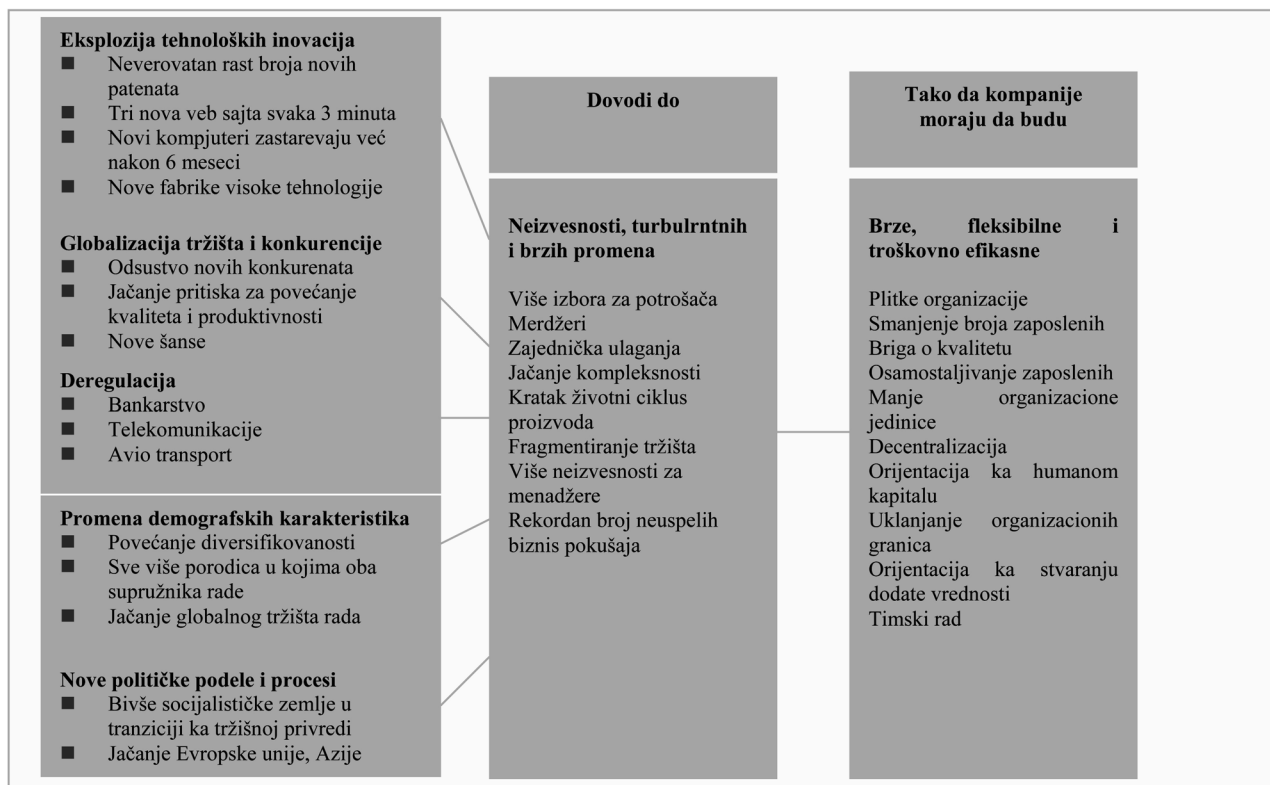 Eksplozija tehnoloških inovacija
■ Neverovatan rast broja novih
patenata
■ Tri nova veb sajta svaka 3 minuta
■ Novi kompjuteri zastarevaju već
nakon 6 meseci
■ Nove fabrike visoke tehnologije
Globalizacija tržišta i konkurencije
■ Odsustvo novih konkurenata
■ Jačanje pritiska za povećanje
kvaliteta i produktivnosti
■ Nove šanse
Deregulacija
■ Bankarstvo
■ Telekomunikacije
■ Avio transport
Promena demografskih karakteristika
■ Povećanje diversifikovanosti
■ Sve više porodica u kojima oba
supružnika rade
■ Jačanje globalnog tržišta rada
Nove političke podele i procesi
■ Bivše socijalističke zemlje u
tranziciji ka tržišnoj privredi
■ Jačanje Evropske unije, Azije
Dovodi do
Neizvesnosti, turbulrntnih
i brzih promena
Više izbora za potrošača
Merdžeri
Zajednička ulaganja
Jačanje kompleksnosti
Kratak životni ciklus
proizvoda
Fragmentiranje tržišta
Više neizvesnosti za
menadžere
Rekordan broj neuspelih
biznis pokušaja
Tako da kompanije
moraju da budu
Brze, fleksibilne i
troškovno efikasne
Plitke organizacije
Smanjenje broja zaposlenih
Briga o kvalitetu
Osamostaljivanje zaposlenih
Manje organizacione
jedinice
Decentralizacija
Orijentacija ka humanom
kapitalu
Uklanjanje organizacionih
granica
Orijentacija ka stvaranju
dodate vrednosti
Timski rad